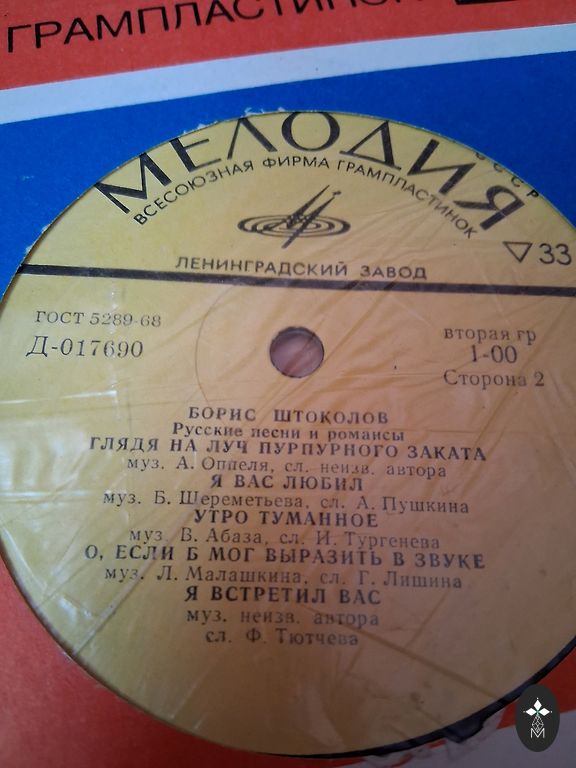 ГРАМПЛАСТИНОК
МЕЛОДИЯ
СССР
ВСЕСОЮЗНАЯ ФИРМА ГРАМПЛАСТИНОК
33
ЛЕНИНГРАДСКИЙ ЗАВОД
ГОСТ 5289-68
Д-017690
вторая гр
1-00
Сторона 2
БОРИС ШТОКОЛОВ
Русские песни и романсы
ГЛЯДЯ НА ЛУЧ ПУРПУРНОГО ЗАКАТА
муз. А. Оппеля, сл. неизв. автора
Я ВАС ЛЮБИЛ
муз. Б. Шереметьева, сл. А. Пушкина
УТРО ТУМАННОЕ
муз. В. Абаза, сл. И. Тургенева
О, ЕСЛИ Б МОГ ВЫРАЗИТЬ В ЗВУКЕ
муз. Л. Малашкина, сл. Г. Лишина
Я ВСТРЕТИЛ ВАС
муз. неизв. автора
сл. Ф. Тютчева
M